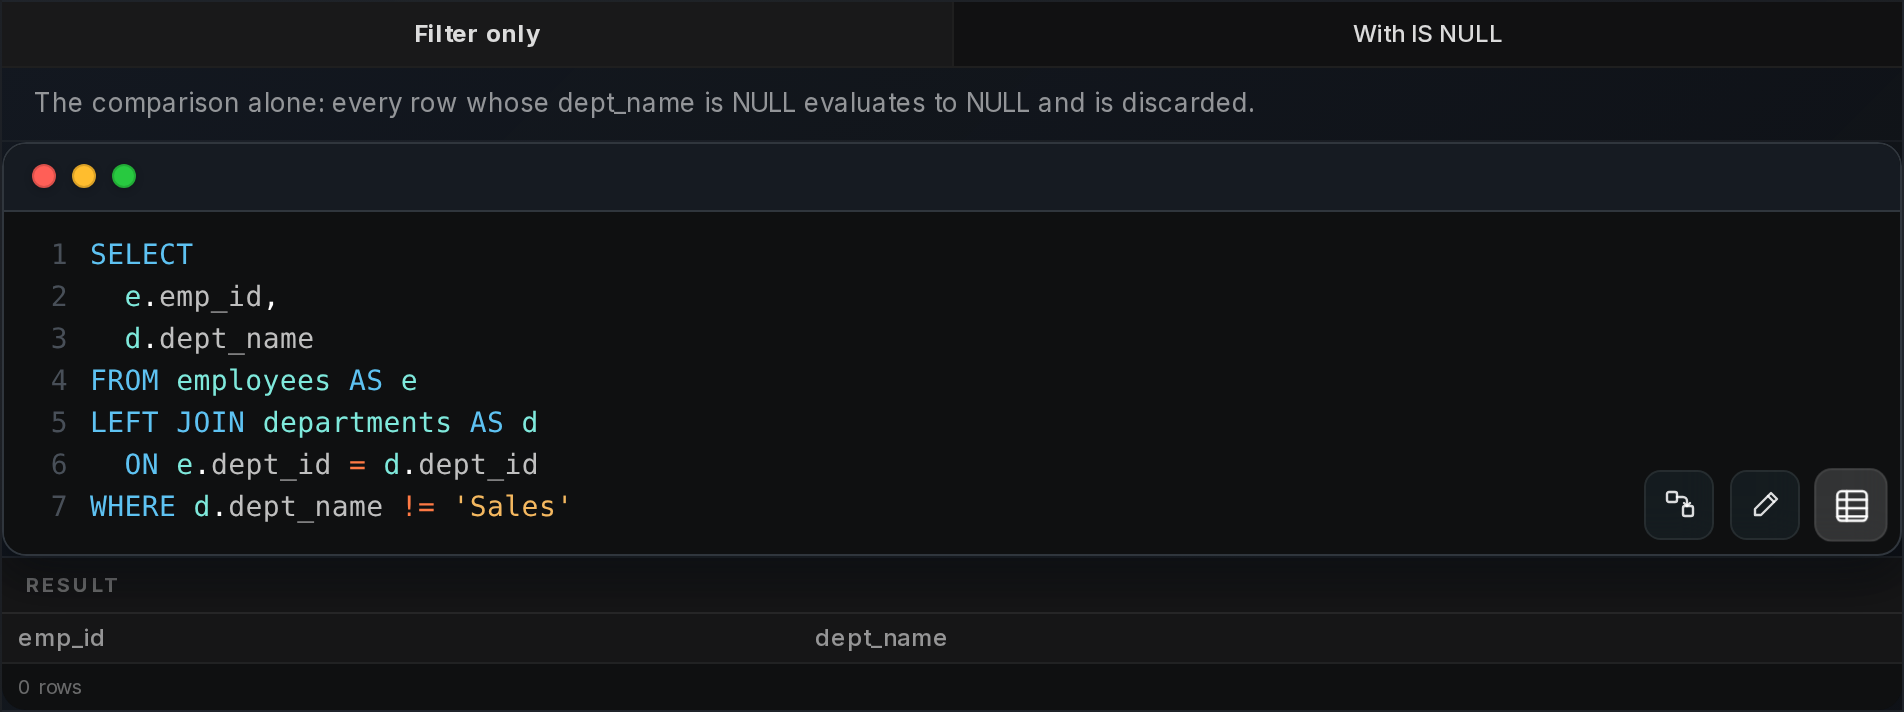 Filter only
With IS NULL
The comparison alone: every row whose dept_name is NULL evaluates to NULL and is discarded.
1 SELECT
2   e.emp_id,
3   d.dept_name
4 FROM employees AS e
5 LEFT JOIN departments AS d
6   ON e.dept_id = d.dept_id
7 WHERE d.dept_name != 'Sales'
RESULT
emp_id dept_name
0 rows